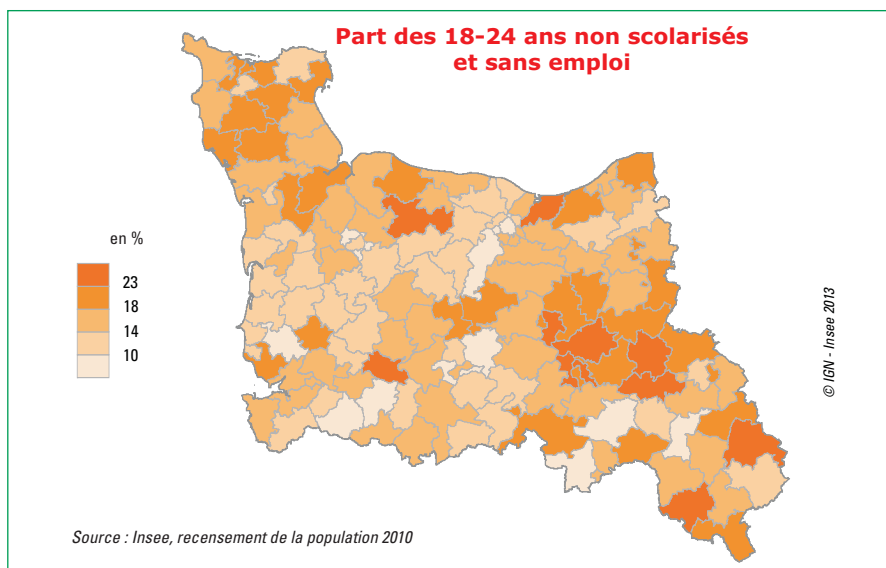 Part des 18-24 ans non scolarisés
et sans emploi
en %
23
18
14
10
© IGN - Insee 2013
Source : Insee, recensement de la population 2010